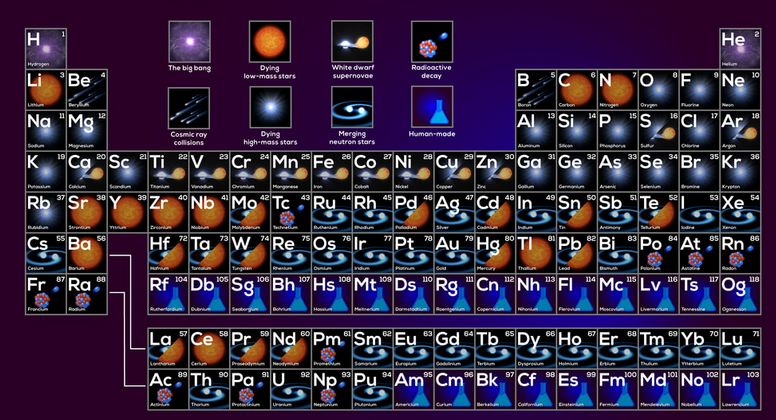 H 1 He 2
Hydrogen Helium
The big bang
Dying
low-mass stars
White dwarf
supernovae
Radioactive
decay
Li 3 Be 4 B 5 C 6 N 7 O 8 F 9 Ne 10
Lithium Beryllium Boron Carbon Nitrogen Oxygen Fluorine Neon
Cosmic ray
collisions
Dying
high-mass stars
Merging
neutron stars
Human-made
Na 11 Mg 12 Al 13 Si 14 P 15 S 16 Cl 17 Ar 18
Sodium Magnesium Aluminum Silicon Phosphorus Sulfur Chlorine Argon
K 19 Ca 20 Sc 21 Ti 22 V 23 Cr 24 Mn 25 Fe 26 Co 27 Ni 28 Cu 29 Zn 30 Ga 31 Ge 32 As 33 Se 34 Br 35 Kr 36
Potassium Calcium Scandium Titanium Vanadium Chromium Manganese Iron Cobalt Nickel Copper Zinc Gallium Germanium Arsenic Selenium Bromine Krypton
Rb 37 Sr 38 Y 39 Zr 40 Nb 41 Mo 42 Tc 43 Ru 44 Rh 45 Pd 46 Ag 47 Cd 48 In 49 Sn 50 Sb 51 Te 52 I 53 Xe 54
Rubidium Strontium Yttrium Zirconium Niobium Molybdenum Technetium Ruthenium Rhodium Palladium Silver Cadmium Indium Tin Antimony Tellurium Iodine Xenon
Cs 55 Ba 56 Hf 72 Ta 73 W 74 Re 75 Os 76 Ir 77 Pt 78 Au 79 Hg 80 Tl 81 Pb 82 Bi 83 Po 84 At 85 Rn 86
Cesium Barium Hafnium Tantalum Tungsten Rhenium Osmium Iridium Platinum Gold Mercury Thallium Lead Bismuth Polonium Astatine Radon
Fr 87 Ra 88 Rf 104 Db 105 Sg 106 Bh 107 Hs 108 Mt 109 Ds 110 Rg 111 Cn 112 Nh 113 Fl 114 Mc 115 Lv 116 Ts 117 Og 118
Francium Radium Rutherfordium Dubnium Seaborgium Bohrium Hassium Meitnerium Darmstadtium Roentgenium Copernicium Nihonium Flerovium Moscovium Livermorium Tennessine Oganesson
La 57 Ce 58 Pr 59 Nd 60 Pm 61 Sm 62 Eu 63 Gd 64 Tb 65 Dy 66 Ho 67 Er 68 Tm 69 Yb 70 Lu 71
Lanthanum Cerium Praseodymium Neodymium Promethium Samarium Europium Gadolinium Terbium Dysprosium Holmium Erbium Thulium Ytterbium Lutetium
Ac 89 Th 90 Pa 91 U 92 Np 93 Pu 94 Am 95 Cm 96 Bk 97 Cf 98 Es 99 Fm 100 Md 101 No 102 Lr 103
Actinium Thorium Protactinium Uranium Neptunium Plutonium Americium Curium Berkelium Californium Einsteinium Fermium Mendelevium Nobelium Lawrencium